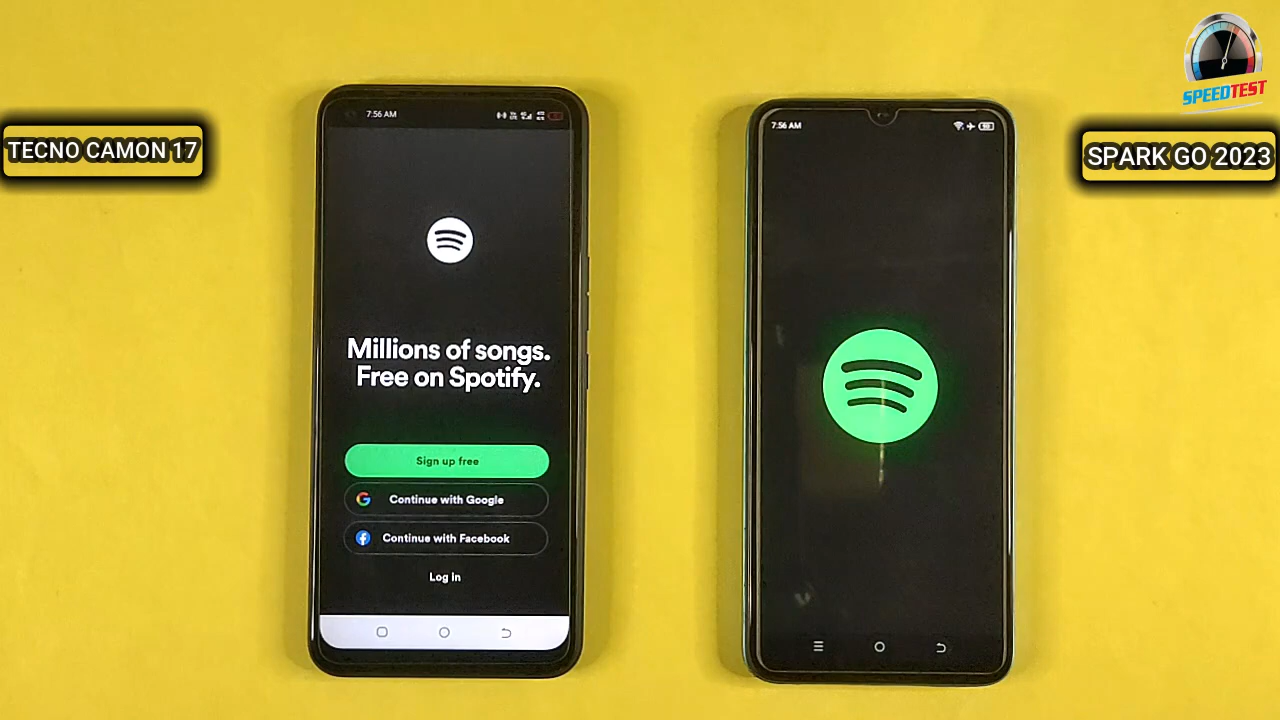 SPEEDTEST
TECNO CAMON 17
SPARK GO 2023
7:56 AM
7:56 AM
Millions of songs.
Free on Spotify.
Sign up free
Continue with Google
Continue with Facebook
Log in